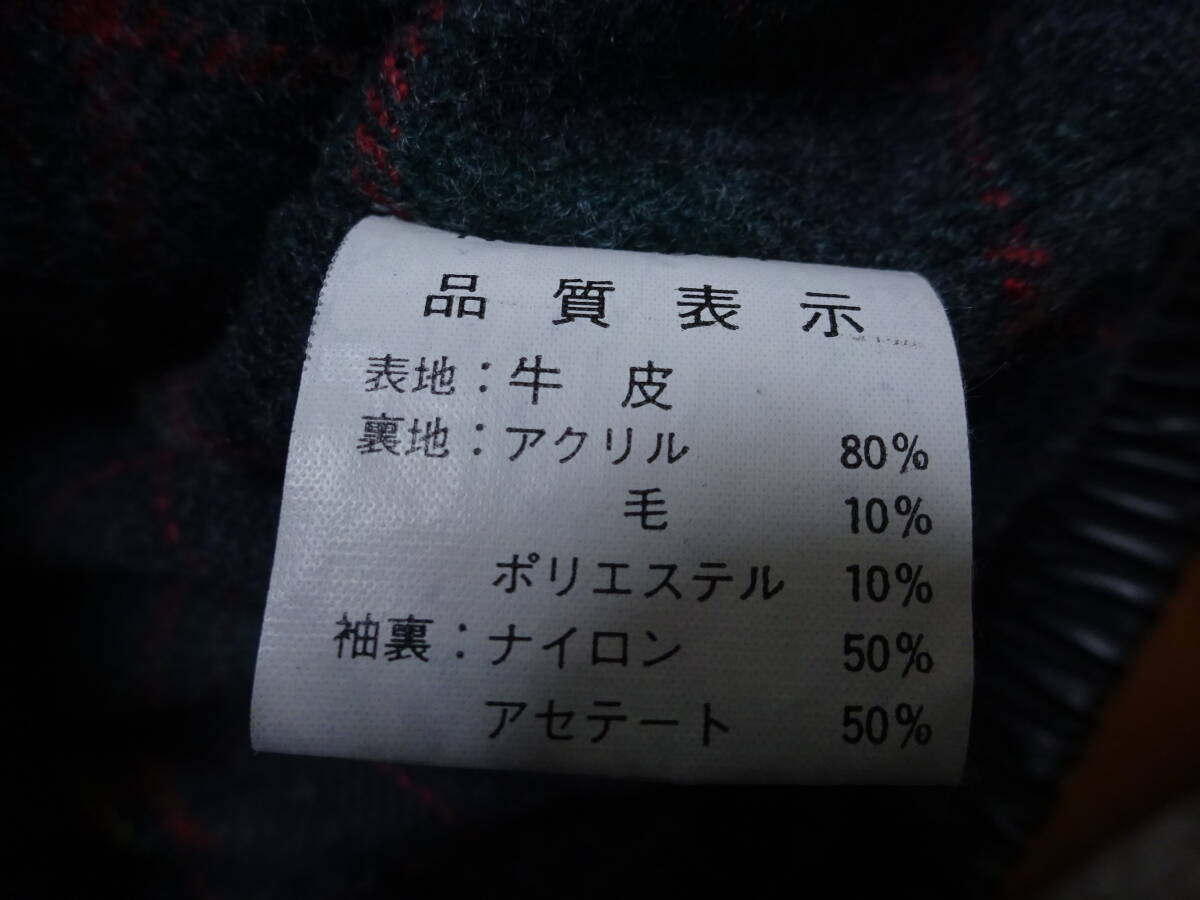 品質表示
表地：牛皮
裏地：アクリル 80%
毛 10%
ポリエステル 10%
袖裏：ナイロン 50%
アセテート 50%